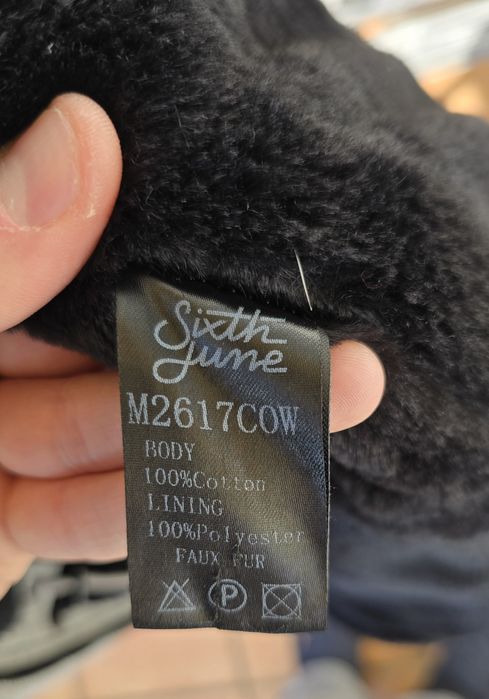 Sixth
June
M2617COW
BODY
100%Cotton
LINING
100%Polyester
FAUX FUR
P